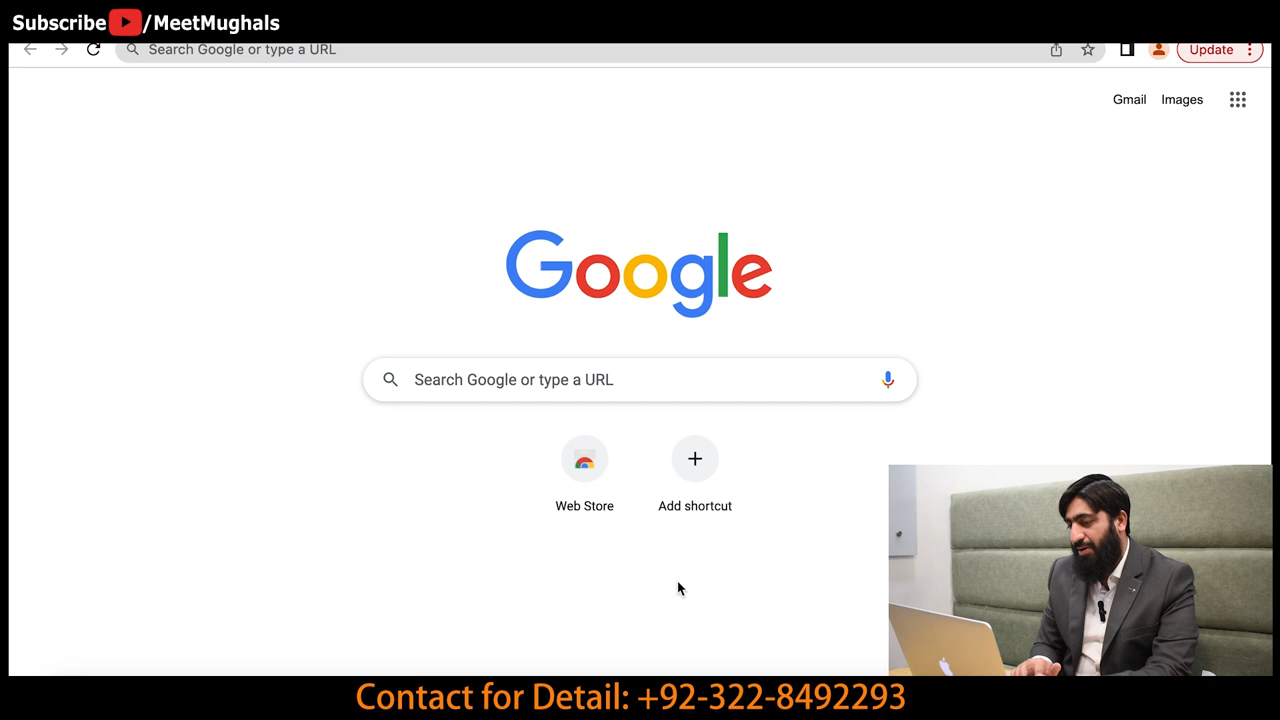 Subscribe /MeetMughals
Search Google or type a URL
Update
Gmail Images
Google
Search Google or type a URL
Web Store
Add shortcut
Contact for Detail: +92-322-8492293